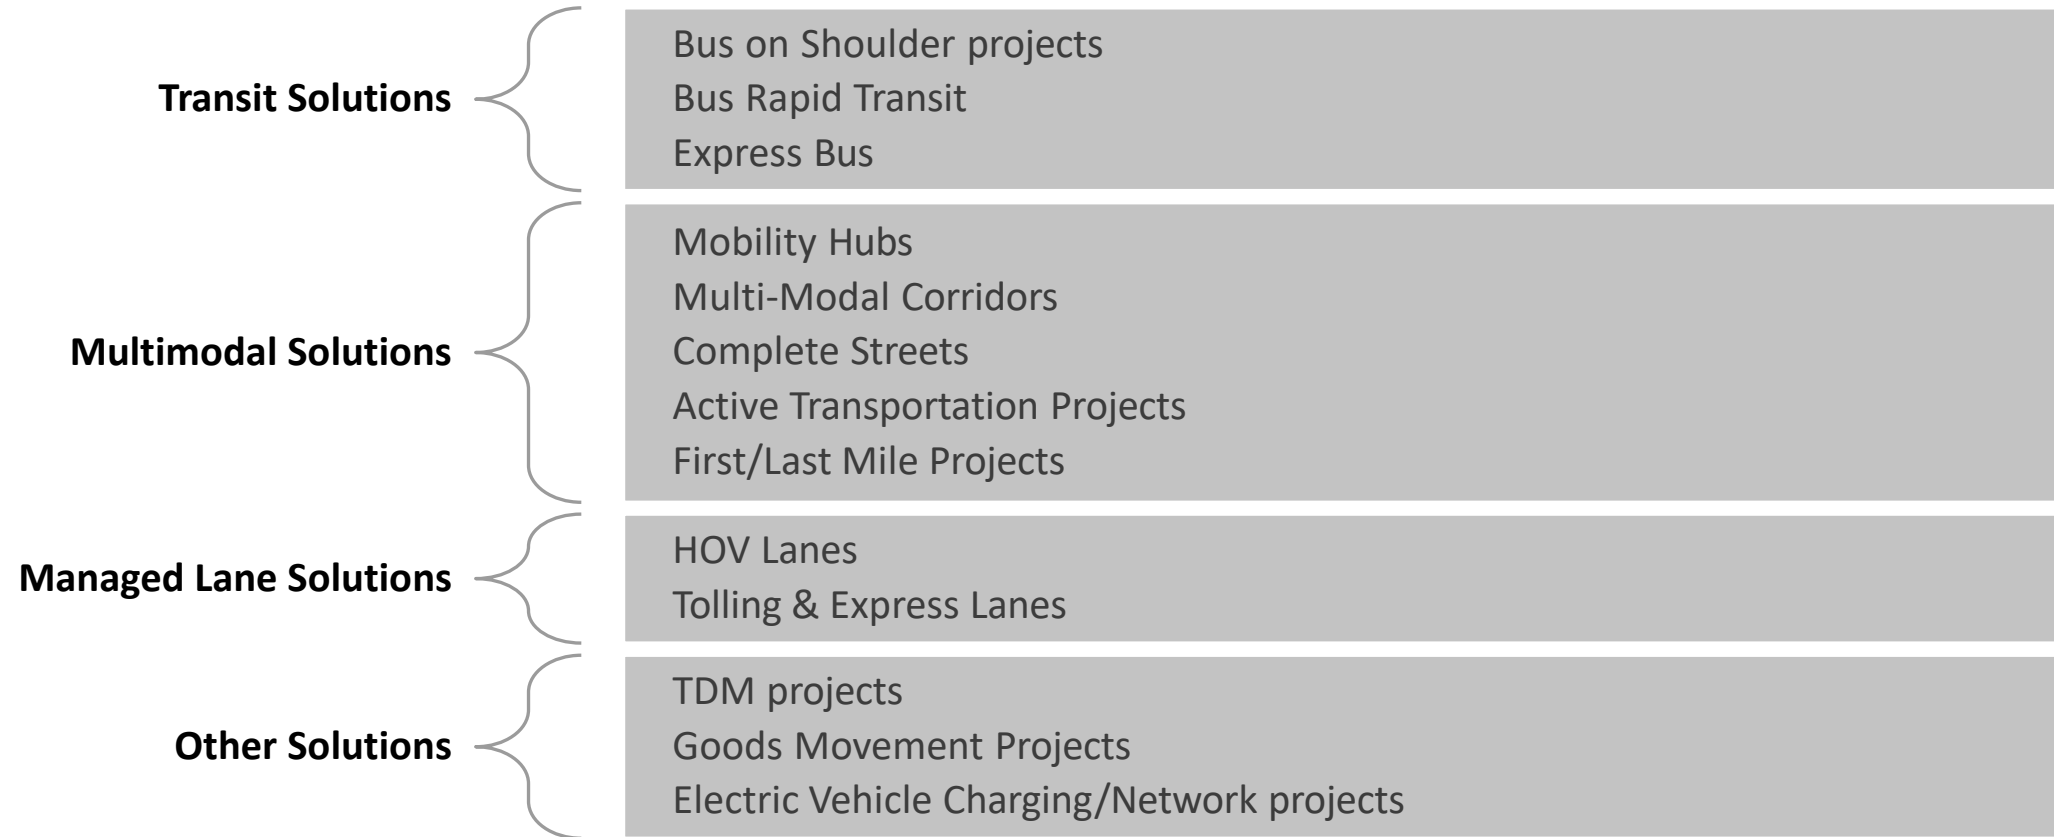 Transit Solutions
Bus on Shoulder projects
Bus Rapid Transit
Express Bus
Multimodal Solutions
Mobility Hubs
Multi-Modal Corridors
Complete Streets
Active Transportation Projects
First/Last Mile Projects
Managed Lane Solutions
HOV Lanes
Tolling & Express Lanes
Other Solutions
TDM projects
Goods Movement Projects
Electric Vehicle Charging/Network projects